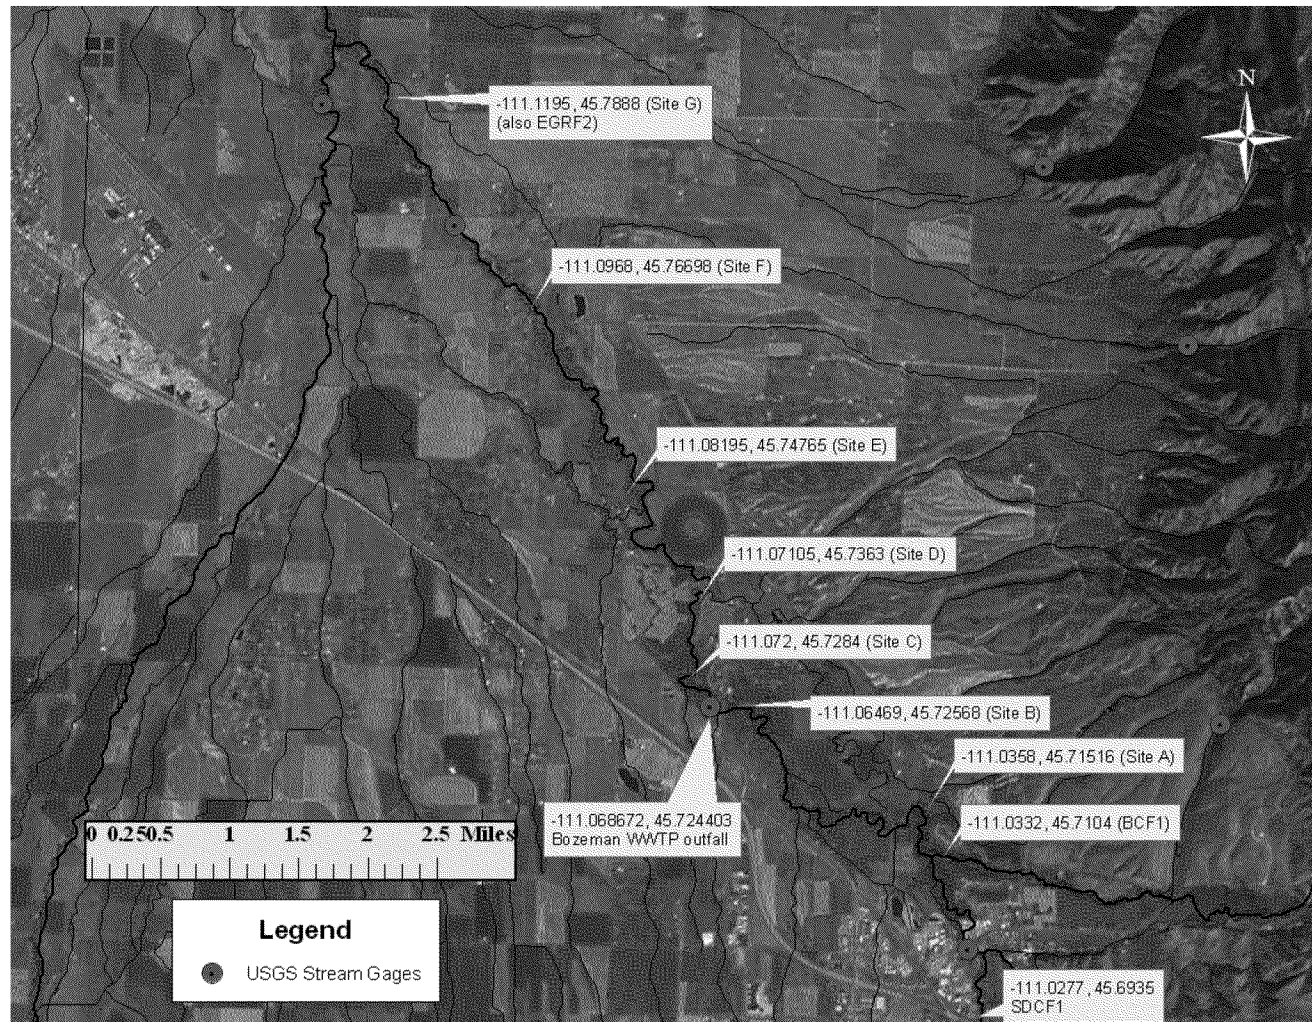 N
-111.1195, 45.7888 (Site G)
(also EGRF2)
-111.0968, 45.76698 (Site F)
-111.08195, 45.74765 (Site E)
-111.07105, 45.7363 (Site D)
-111.072, 45.7284 (Site C)
-111.06469, 45.72568 (Site B)
-111.0358, 45.71516 (Site A)
-111.068672, 45.724403
Bozeman WWTP outfall
-111.0332, 45.7104 (BCF1)
0 0.250.5 1 1.5 2 2.5 Miles
Legend
USGS Stream Gages
-111.0277, 45.6935
SDCF1